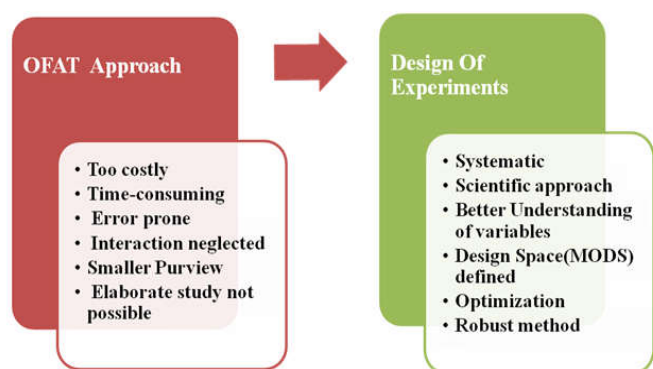 OFAT Approach
• Too costly
• Time-consuming
• Error prone
• Interaction neglected
• Smaller Purview
• Elaborate study not
possible
Design Of
Experiments
• Systematic
• Scientific approach
• Better Understanding
of variables
• Design Space(MODS)
defined
• Optimization
• Robust method